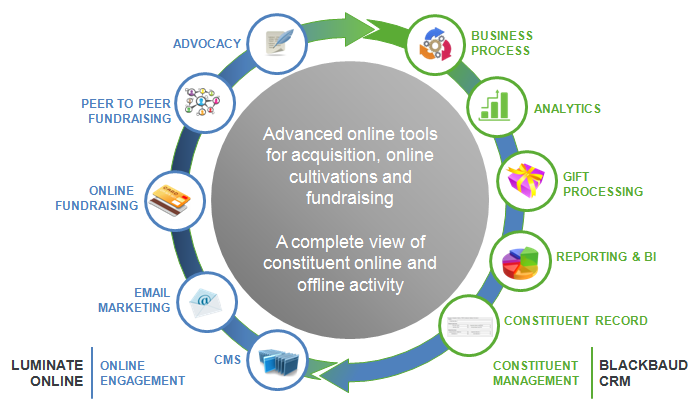 ADVOCACY
BUSINESS
PROCESS
PEER TO PEER
FUNDRAISING
ANALYTICS
Advanced online tools
for acquisition, online
cultivations and
fundraising
ONLINE
FUNDRAISING
GIFT
PROCESSING
A complete view of
constituent online and
offline activity
REPORTING & BI
EMAIL
MARKETING
CONSTITUENT RECORD
CMS
LUMINATE
ONLINE
ONLINE
ENGAGEMENT
CONSTITUENT
MANAGEMENT
BLACKBAUD
CRM